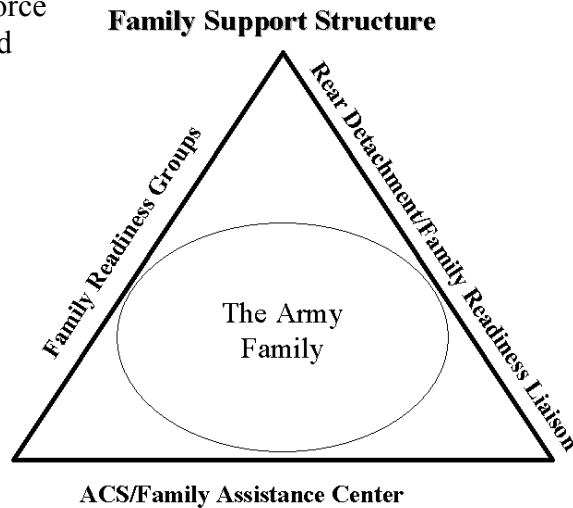 Family Support Structure
Family Readiness Groups
Rear Detachment/Family Readiness Liaison
The Army
Family
ACS/Family Assistance Center